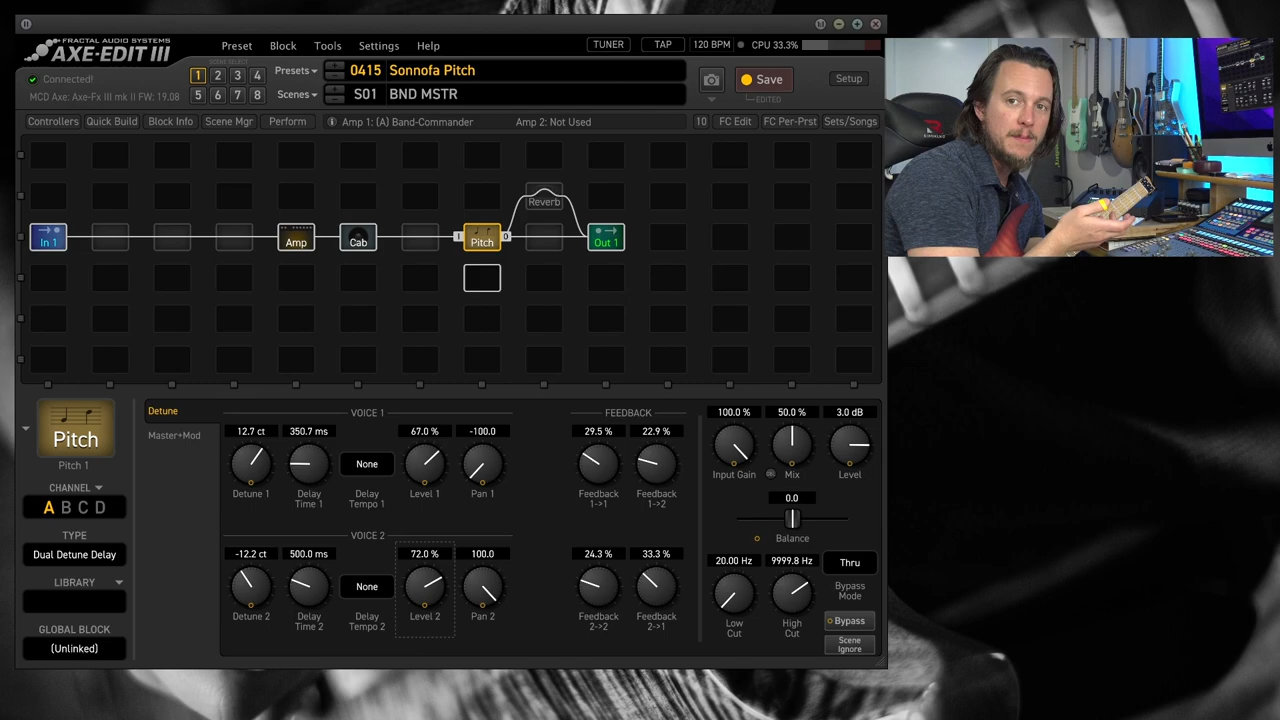 FRACTAL AUDIO SYSTEMS
AXE-EDIT III
Preset Block Tools Settings Help
TUNER TAP 120 BPM CPU 33.3%
Connected!
MCD Axe: Axe-Fx III mk II FW: 19.08
SCENE SELECT
1 2 3 4
5 6 7 8
Presets 0415 Sonnofa Pitch
Scenes S01 BND MSTR
Save
EDITED
Setup
Controllers Quick Build Block Info Scene Mgr Perform Amp 1: (A) Band-Commander Amp 2: Not Used 10 FC Edit FC Per-Prst Sets/Songs
Reverb
In 1 Amp Cab I Pitch O Out 1
Pitch
Pitch 1
CHANNEL
A B C D
TYPE
Dual Detune Delay
LIBRARY
GLOBAL BLOCK
(Unlinked)
Detune
Master+Mod
VOICE 1
12.7 ct 350.7 ms 67.0 % -100.0
None
Detune 1 Delay Time 1 Delay Tempo 1 Level 1 Pan 1
VOICE 2
-12.2 ct 500.0 ms 72.0 % 100.0
None
Detune 2 Delay Time 2 Delay Tempo 2 Level 2 Pan 2
FEEDBACK
29.5 % 22.9 %
Feedback 1->1 Feedback 1->2
24.3 % 33.3 %
Feedback 2->2 Feedback 2->1
100.0 % 50.0 % 3.0 dB
Input Gain Mix Level
0.0
Balance
20.00 Hz 9999.8 Hz Thru
Low Cut High Cut Bypass Mode
Bypass
Scene Ignore